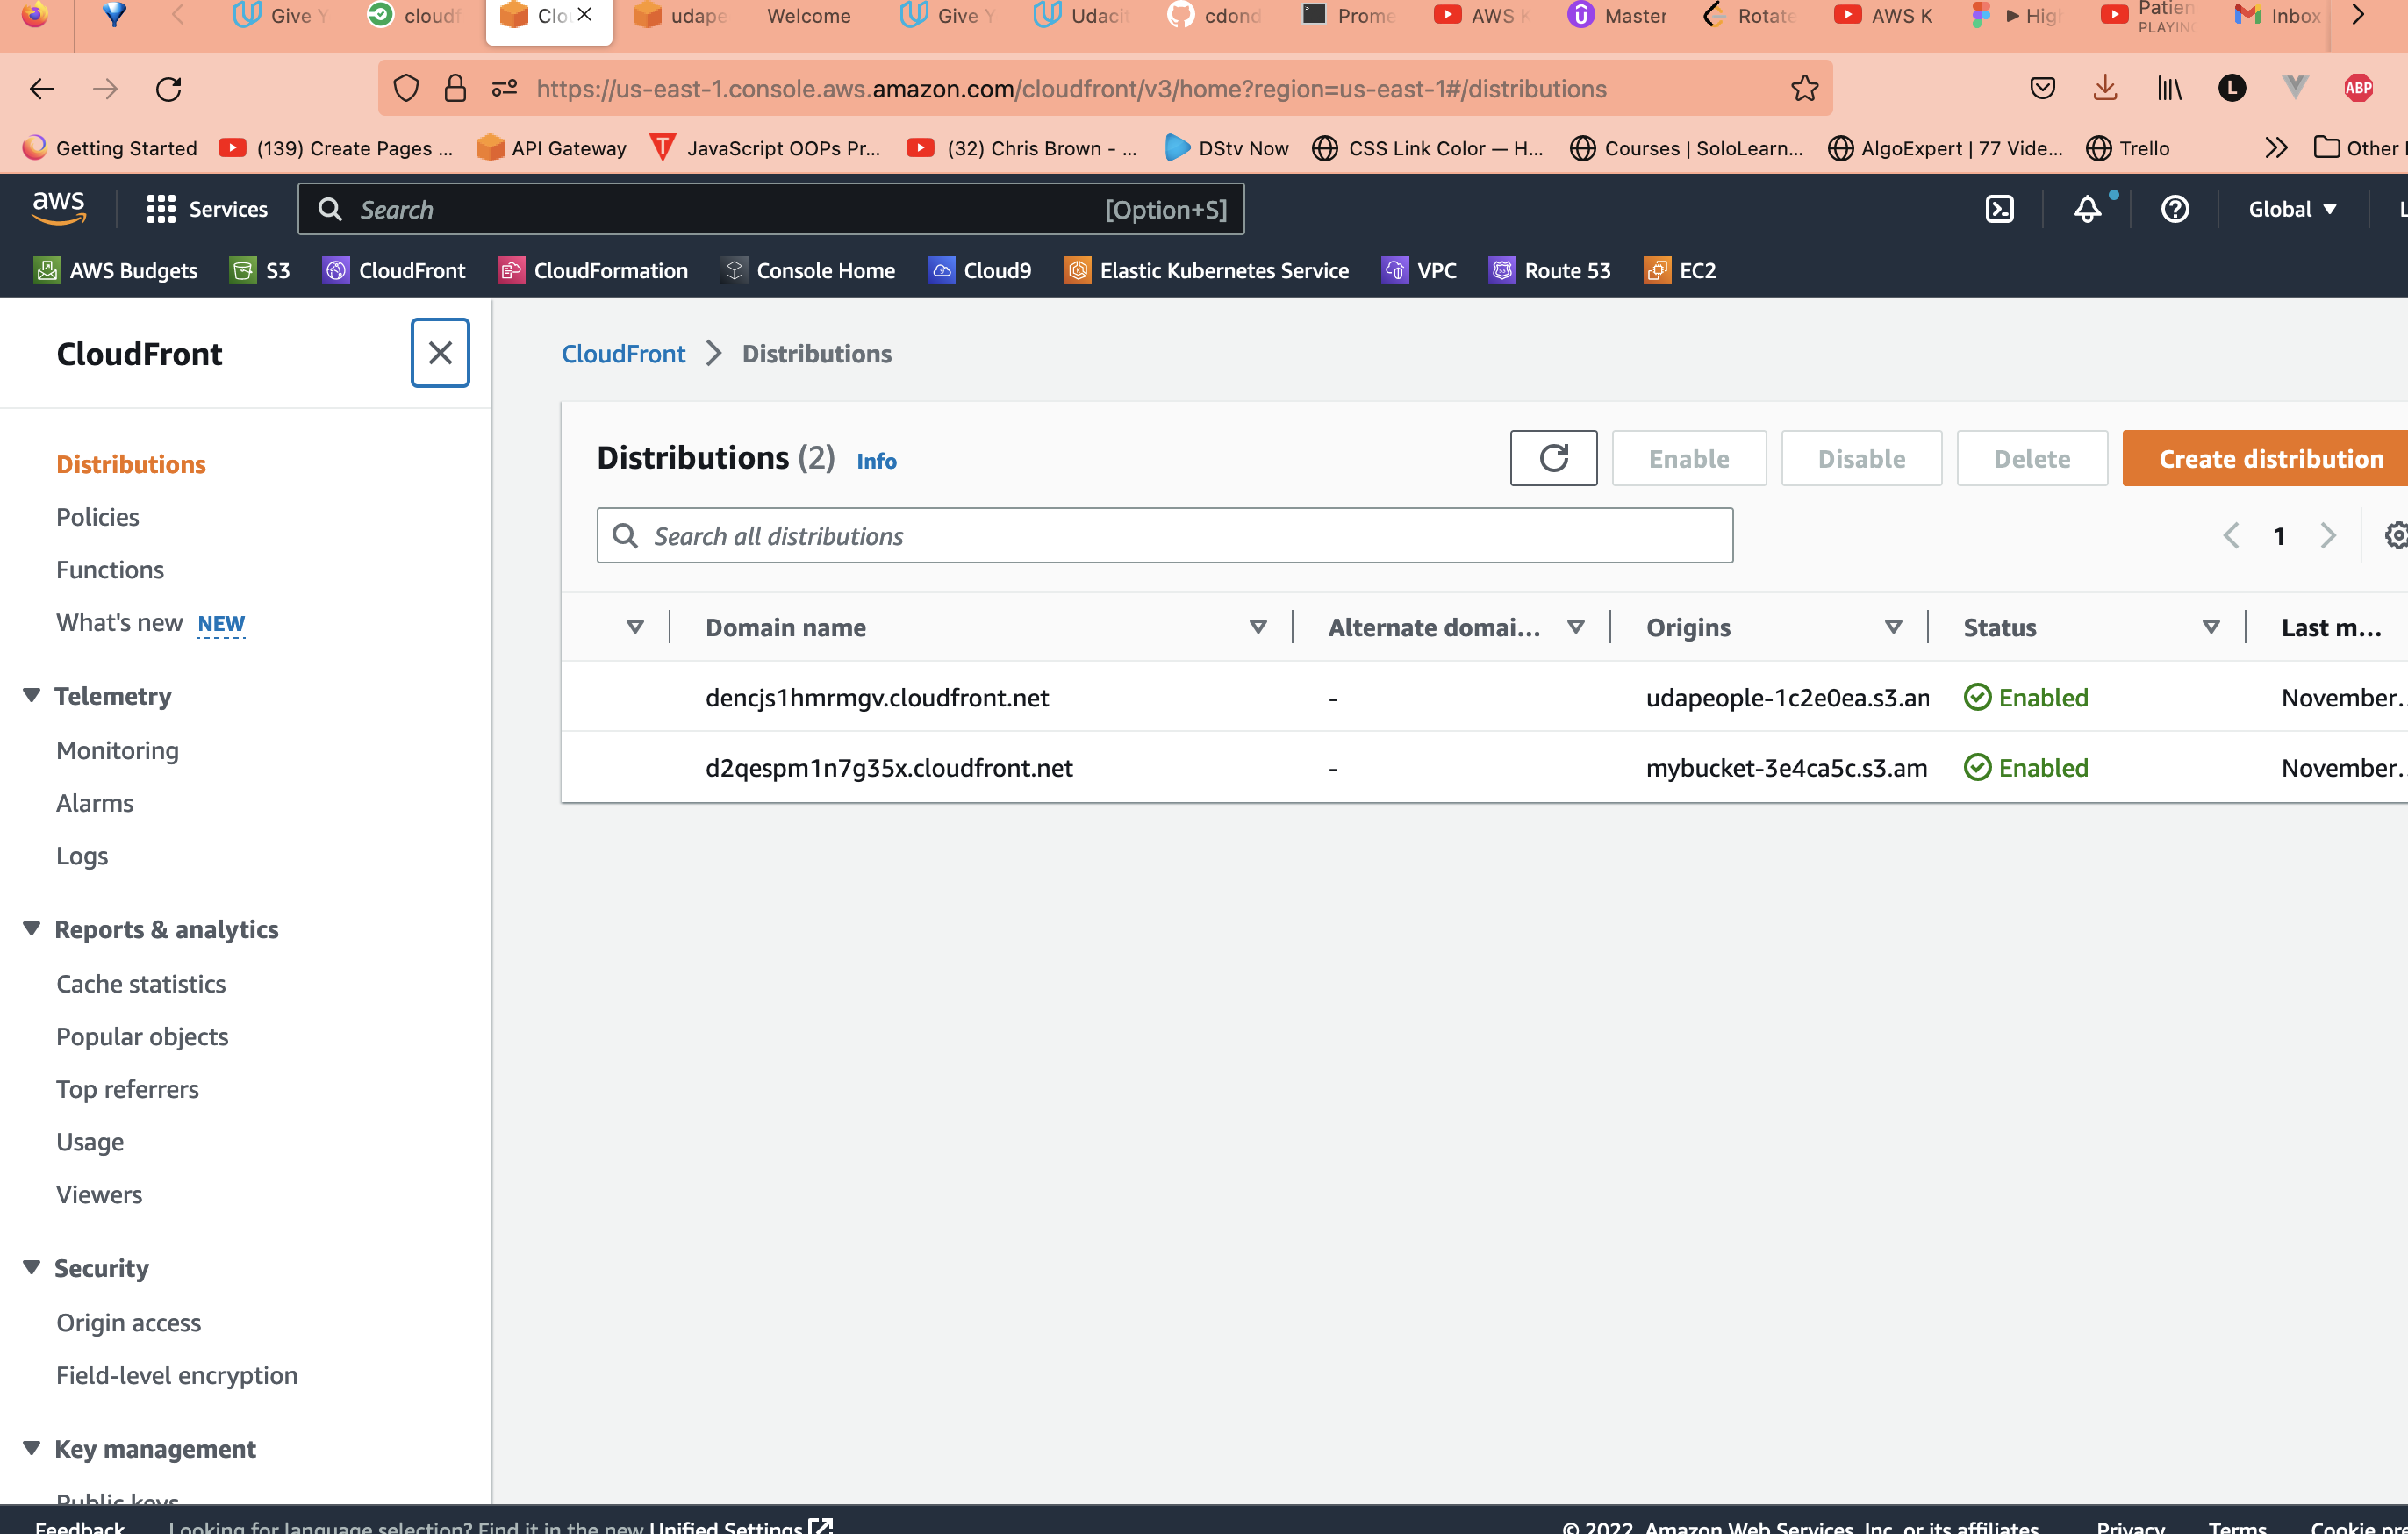 Give Y
cloudf
Clo
udape
Welcome
Give Y
Udacit
cdond
Prome
AWS K
Master
Rotate
AWS K
High
Patien
PLAYING
Inbox
https://us-east-1.console.aws.amazon.com/cloudfront/v3/home?region=us-east-1#/distributions
L
ABP
Getting Started
(139) Create Pages ...
API Gateway
JavaScript OOPs Pr...
(32) Chris Brown - ...
DStv Now
CSS Link Color — H...
Courses | SoloLearn...
AlgoExpert | 77 Vide...
Trello
Other
aws
Services
Search
[Option+S]
Global
AWS Budgets
S3
CloudFront
CloudFormation
Console Home
Cloud9
Elastic Kubernetes Service
VPC
Route 53
EC2
CloudFront
Distributions
Policies
Functions
What's new NEW
Telemetry
Monitoring
Alarms
Logs
Reports & analytics
Cache statistics
Popular objects
Top referrers
Usage
Viewers
Security
Origin access
Field-level encryption
Key management
Public keys
CloudFront > Distributions
Distributions (2) Info
Enable
Disable
Delete
Create distribution
Search all distributions
1
Domain name Alternate domai... Origins Status Last m...
dencjs1hmrmgv.cloudfront.net - udapeople-1c2e0ea.s3.am Enabled November...
d2qespm1n7g35x.cloudfront.net - mybucket-3e4ca5c.s3.am Enabled November...
Feedback
Looking for language selection? Find it in the new Unified Settings
© 2022, Amazon Web Services, Inc. or its affiliates.
Privacy
Terms
Cookie pre